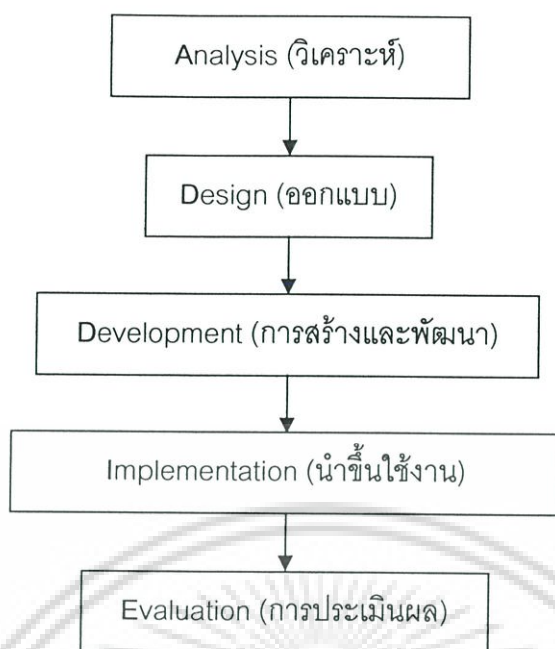 Analysis (วิเคราะห์)
Design (ออกแบบ)
Development (การสร้างและพัฒนา)
Implementation (นำขึ้นใช้งาน)
Evaluation (การประเมินผล)